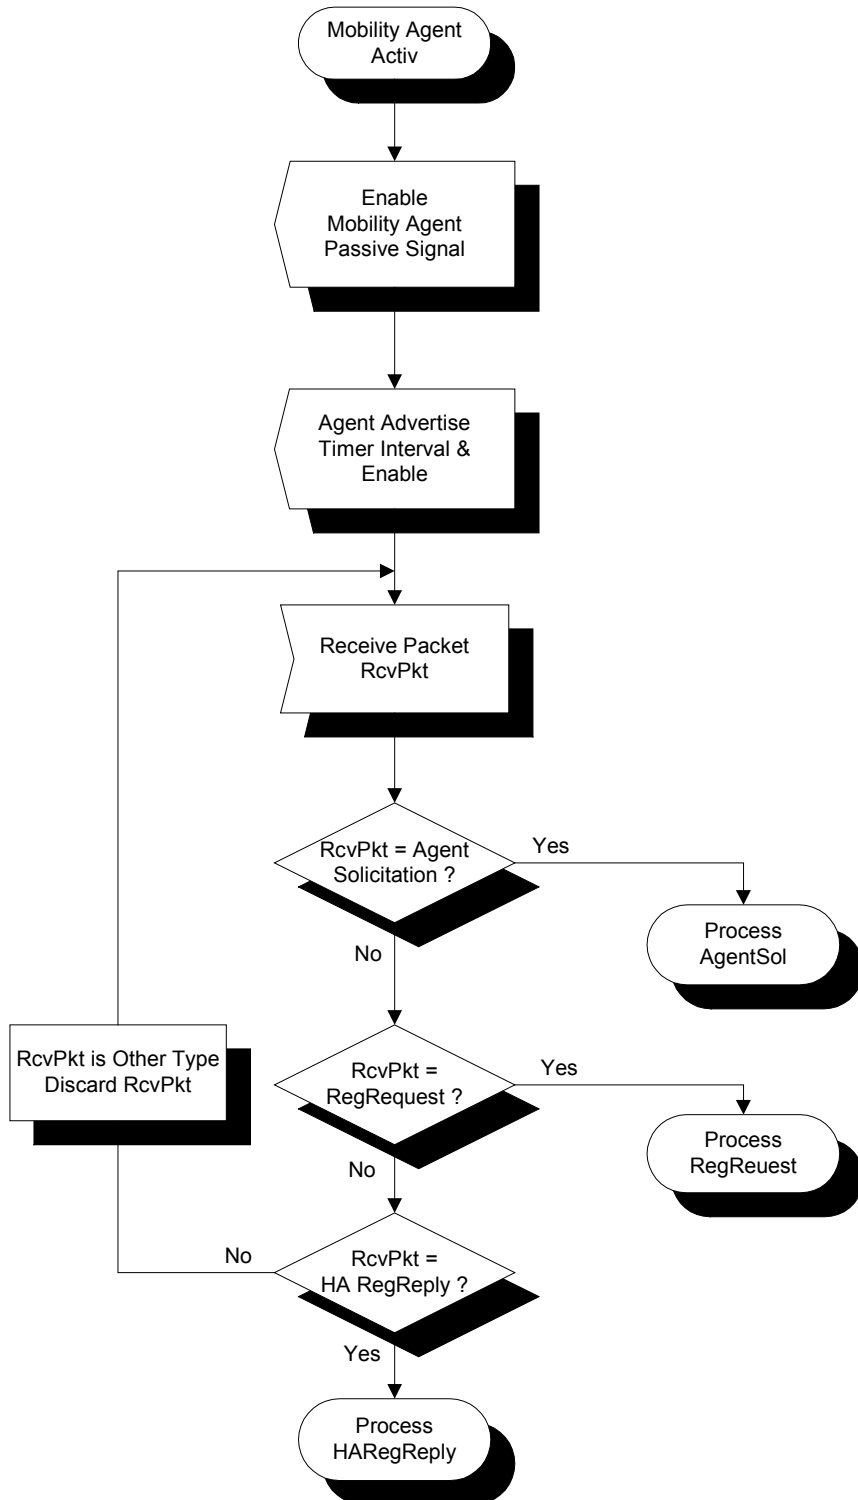 Mobility Agent
Activ
Enable
Mobility Agent
Passive Signal
Agent Advertise
Timer Interval &
Enable
Receive Packet
RcvPkt
RcvPkt = Agent
Solicitation ?
Yes
Process
AgentSol
No
RcvPkt is Other Type
Discard RcvPkt
RcvPkt =
RegRrequest ?
Yes
Process
RegReuest
No
RcvPkt =
HA RegReply ?
No
Yes
Process
HARegReply